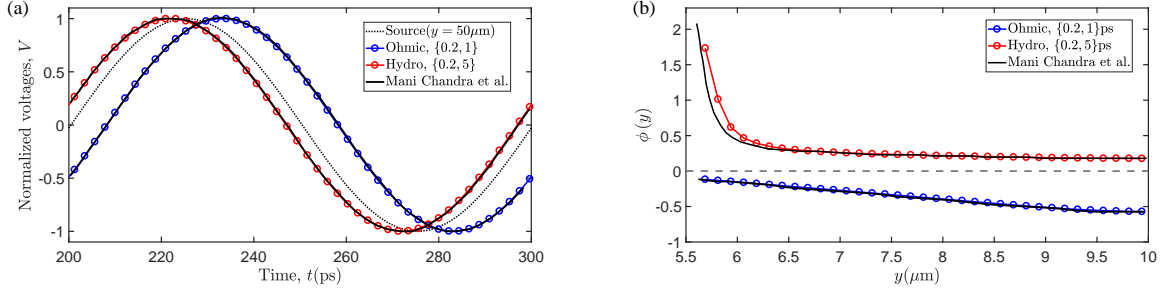 (a)
Normalized voltages, V
1
0.5
0
-0.5
-1
200
220
240
260
280
300
Time, t(ps)
Source(y = 50μm)
Ohmic, {0.2, 1}
Hydro, {0.2, 5}
Mani Chandra et al.
(b)
ϕ (y)
2
1.5
1
0.5
0
-0.5
-1
5.5
6
6.5
7
7.5
8
8.5
9
9.5
10
y(μm)
Ohmic, {0.2, 1}ps
Hydro, {0.2, 5}ps
Mani Chandra et al.